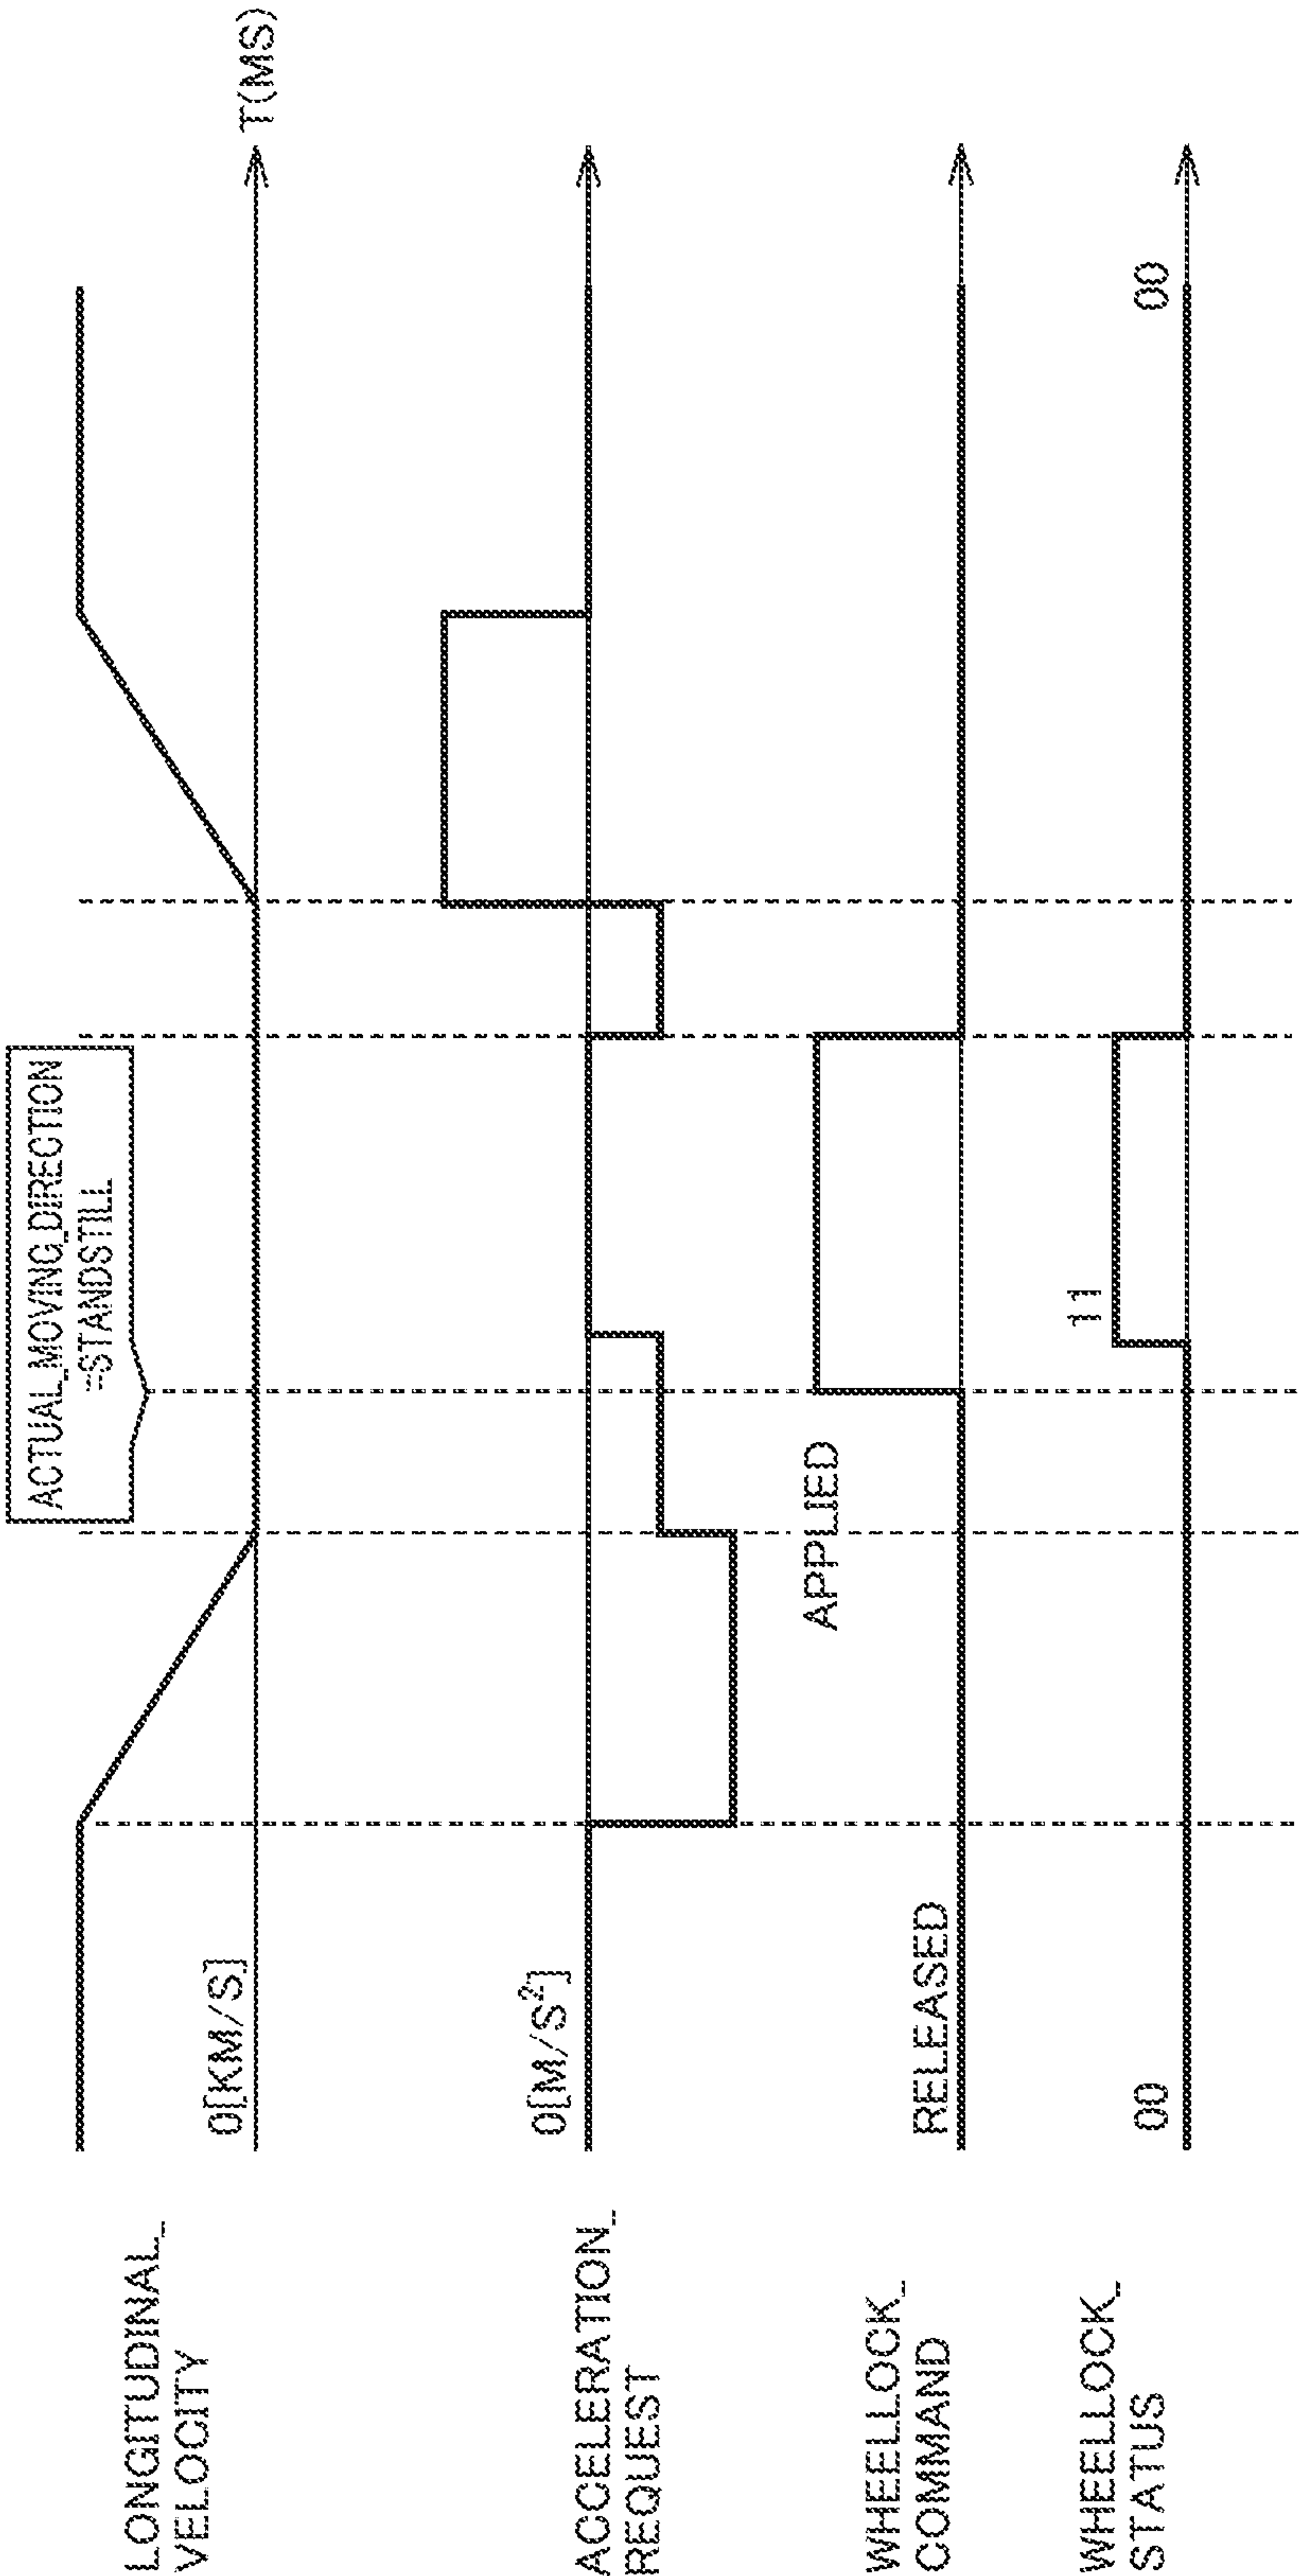 ACTUAL_MOVING_DIRECTION
=STANDSTILL
T(MS)
LONGITUDINAL_
VELOCITY
0[KM/S]
ACCELERATION_
REQUEST
0[M/S²]
WHEELLOCK_
COMMAND
RELEASED
APPLIED
WHEELLOCK_
STATUS
00
11
00